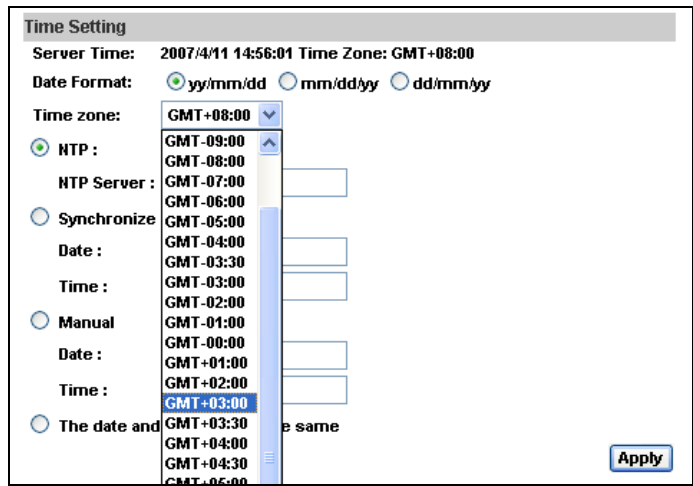 Time Setting
Server Time: 2007/4/11 14:56:01 Time Zone: GMT+08:00
Date Format: yy/mm/dd mm/dd/yy dd/mm/yy
Time zone: GMT+08:00
GMT-09:00
NTP :
GMT-08:00
NTP Server : GMT-07:00
GMT-06:00
Synchronize GMT-05:00
GMT-04:00
Date :
GMT-03:30
Time : GMT-03:00
GMT-02:00
Manual GMT-01:00
GMT-00:00
Date : GMT+01:00
Time : GMT+02:00
GMT+03:00
The date and GMT+03:30 e same
GMT+04:00
GMT+04:30
Apply
GMT+05:00